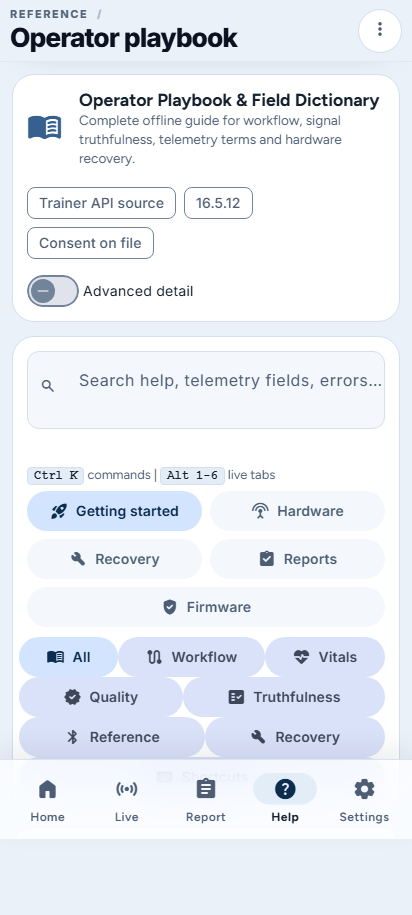 REFERENCE /
Operator playbook
Operator Playbook & Field Dictionary
Complete offline guide for workflow, signal
truthfulness, telemetry terms and hardware
recovery.
Trainer API source
16.5.12
Consent on file
Advanced detail
Search help, telemetry fields, errors...
Ctrl K commands | Alt 1-6 live tabs
Getting started
Hardware
Recovery
Reports
Firmware
All
Workflow
Vitals
Quality
Truthfulness
Reference
Recovery
Shortcuts
Home
Live
Report
Help
Settings